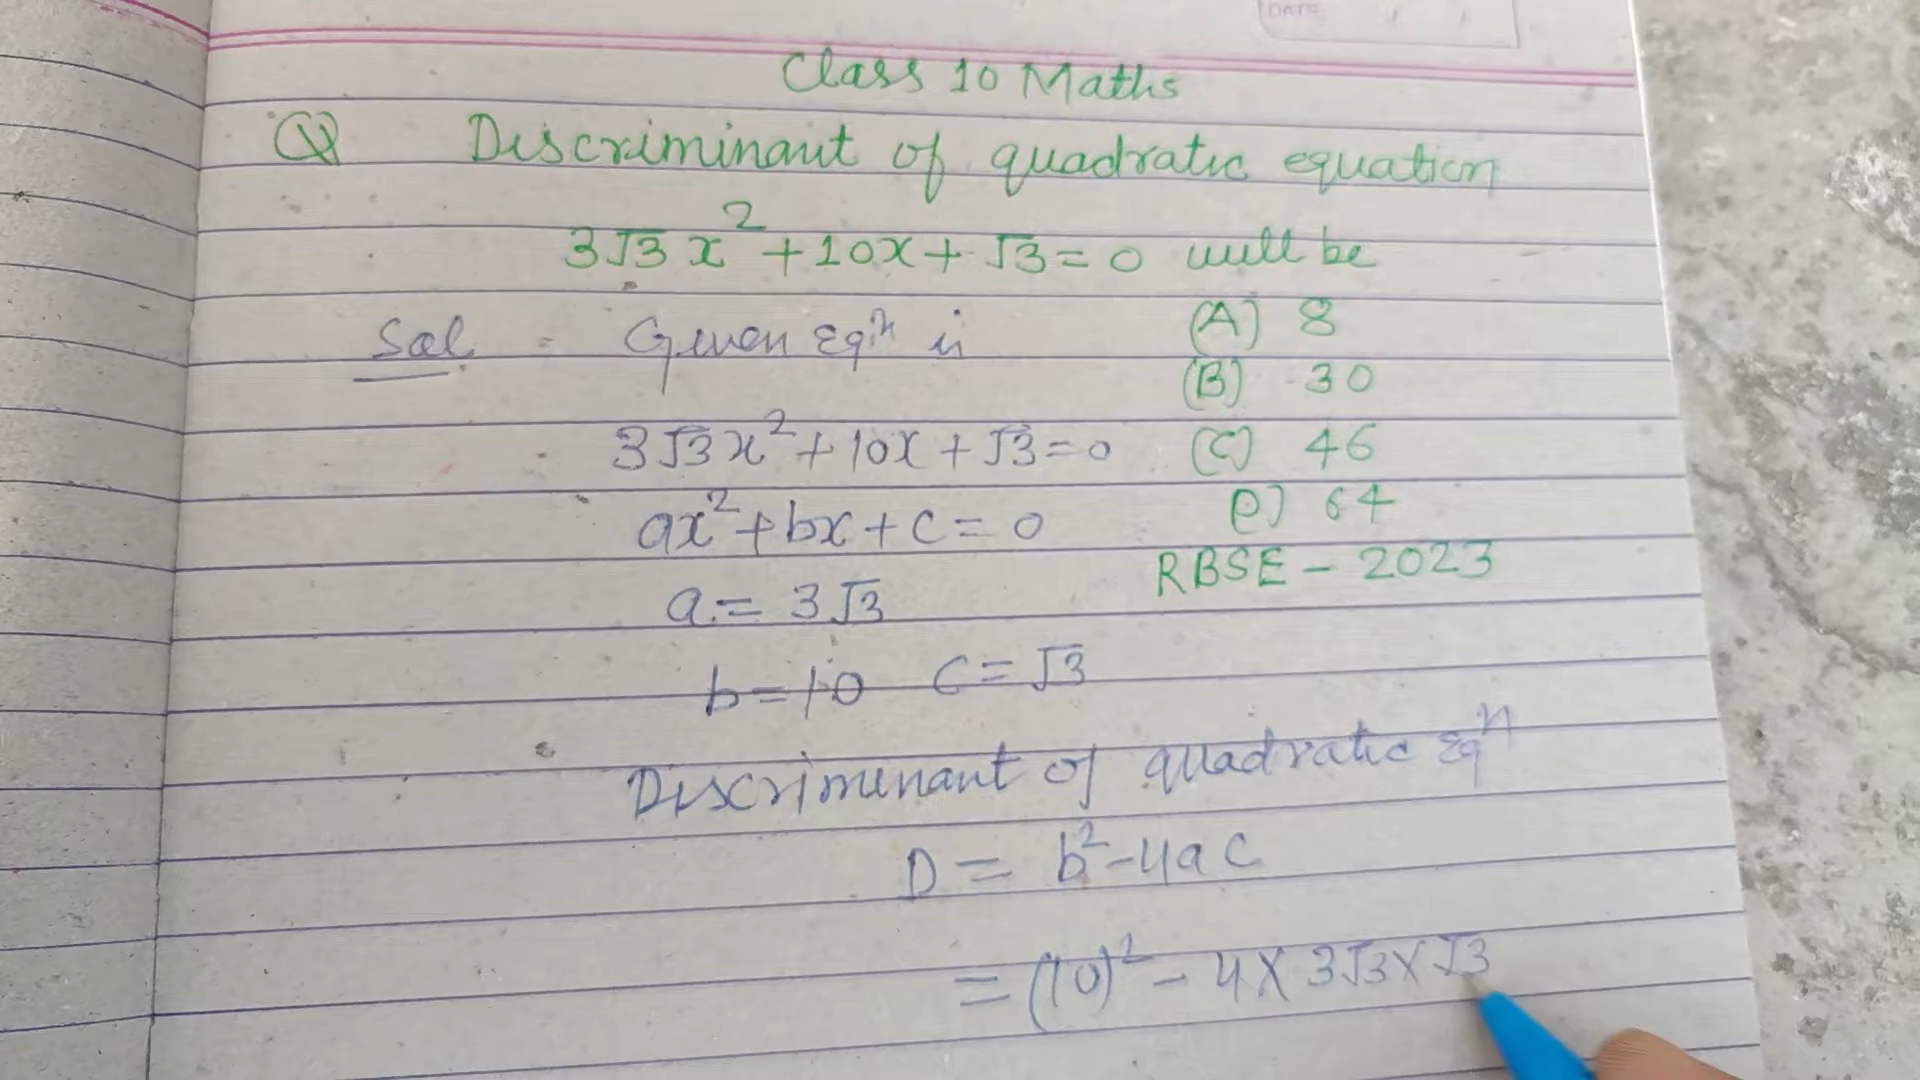 DATE
Class 10 Maths
Q Discriminant of quadratic equation
3√3x²+10x+√3=0 will be
Sol Given Eqⁿ is
(A) 8
(B) 30
3√3x²+10x+√3=0
(C) 46
ax²+bx+c=0
D) 64
RBSE - 2023
a = 3√3
b=10 c=√3
Discriminant of quadratic Eqⁿ
D = b²-4ac
= (10)² - 4×3√3×√3